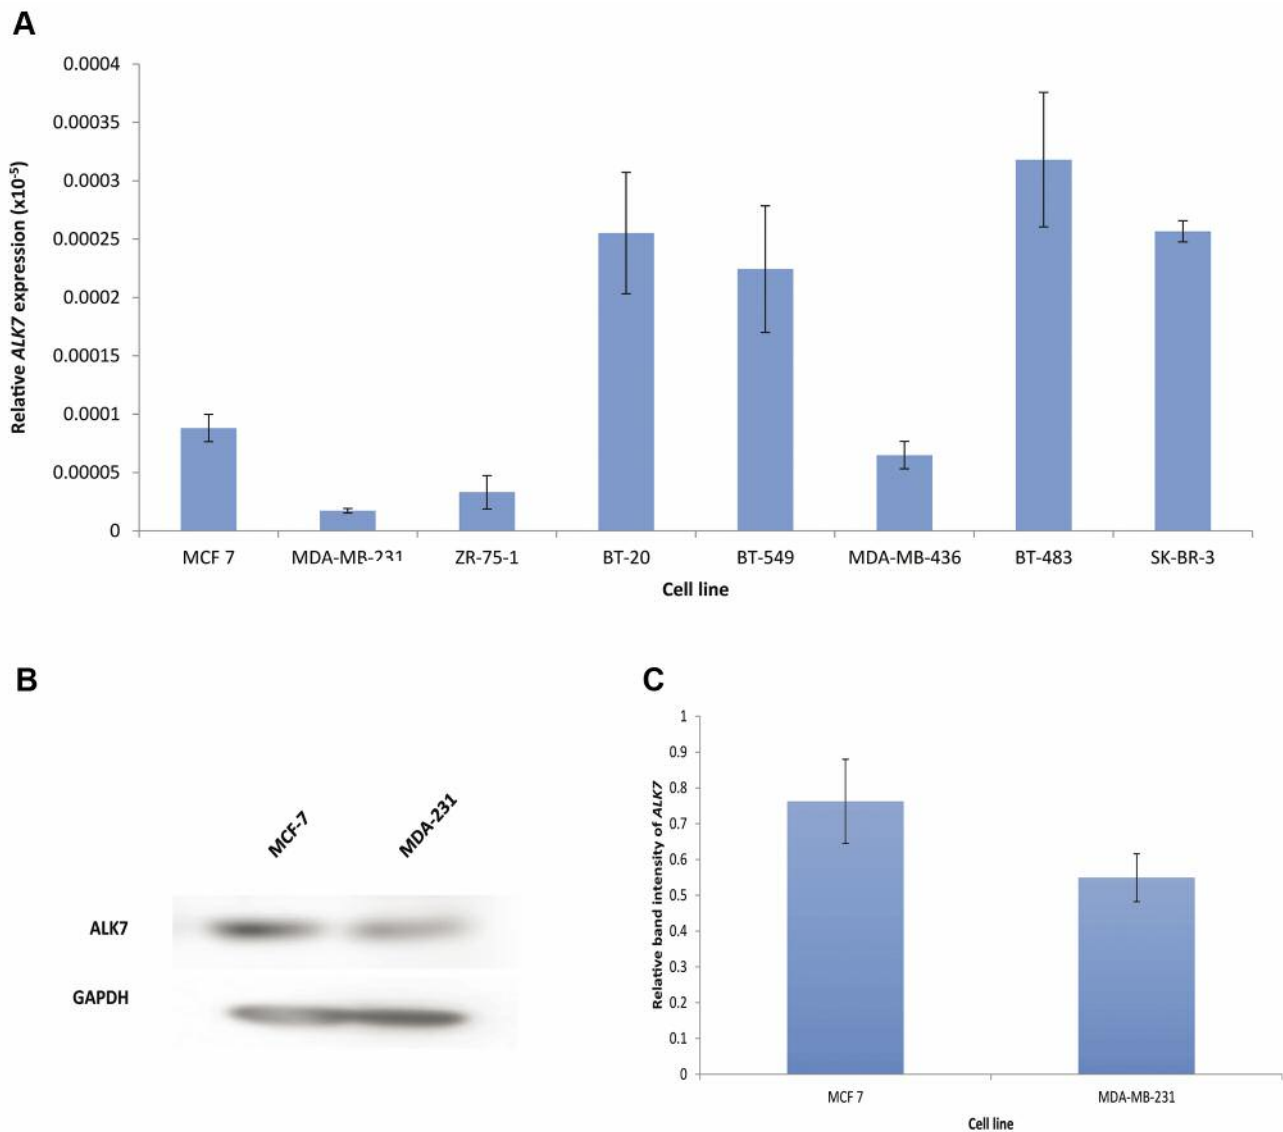 A
Relative ALK7 expression (x10⁻⁵)
0.0004
0.00035
0.0003
0.00025
0.0002
0.00015
0.0001
0.00005
0
MCF 7 MDA-MB-231 ZR-75-1 BT-20 BT-549 MDA-MB-436 BT-483 SK-BR-3
Cell line
B
MCF-7 MDA-231
ALK7
GAPDH
C
Relative band intensity of ALK7
1
0.9
0.8
0.7
0.6
0.5
0.4
0.3
0.2
0.1
0
MCF 7 MDA-MB-231
Cell line